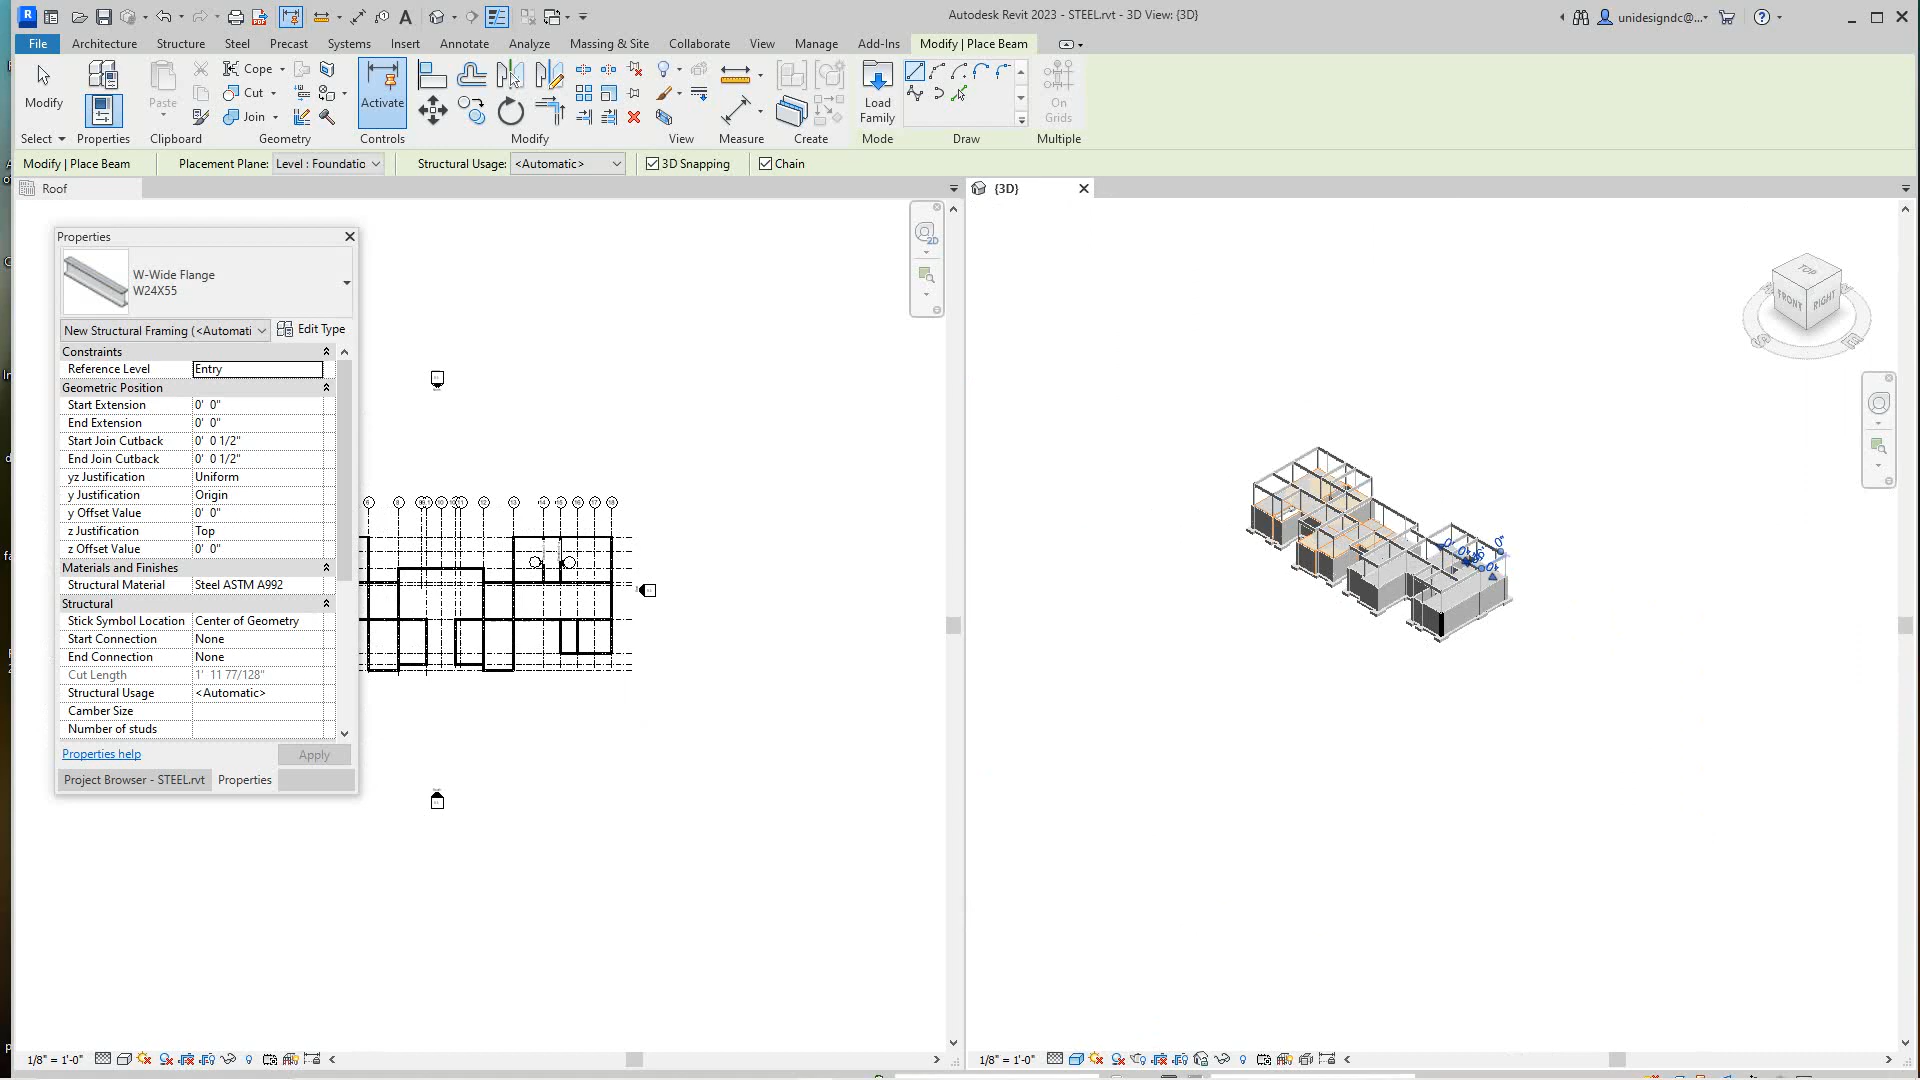 Autodesk Revit 2023 - STEEL.rvt - 3D View: {3D}
unidesigndc@...
File Architecture Structure Steel Precast Systems Insert Annotate Analyze Massing & Site Collaborate View Manage Add-Ins Modify | Place Beam
Modify
Properties
Paste
Cope
Cut
Join
Activate
Load
Family
On
Grids
Select Properties Clipboard Geometry Controls Modify View Measure Create Mode Draw Multiple
Modify | Place Beam Placement Plane: Level : Foundatio Structural Usage: <Automatic> 3D Snapping Chain
Roof
{3D}
Properties
W-Wide Flange
W24X55
New Structural Framing (<Automati Edit Type
Constraints
Reference Level Entry
Geometric Position
Start Extension 0' 0"
End Extension 0' 0"
Start Join Cutback 0' 0 1/2"
End Join Cutback 0' 0 1/2"
yz Justification Uniform
y Justification Origin
y Offset Value 0' 0"
z Justification Top
z Offset Value 0' 0"
Materials and Finishes
Structural Material Steel ASTM A992
Structural
Stick Symbol Location Center of Geometry
Start Connection None
End Connection None
Cut Length 1' 11 77/128"
Structural Usage <Automatic>
Camber Size
Number of studs
Properties help Apply
Project Browser - STEEL.rvt Properties
2D
TOP
FRONT RIGHT
1/8" = 1'-0"
1/8" = 1'-0"